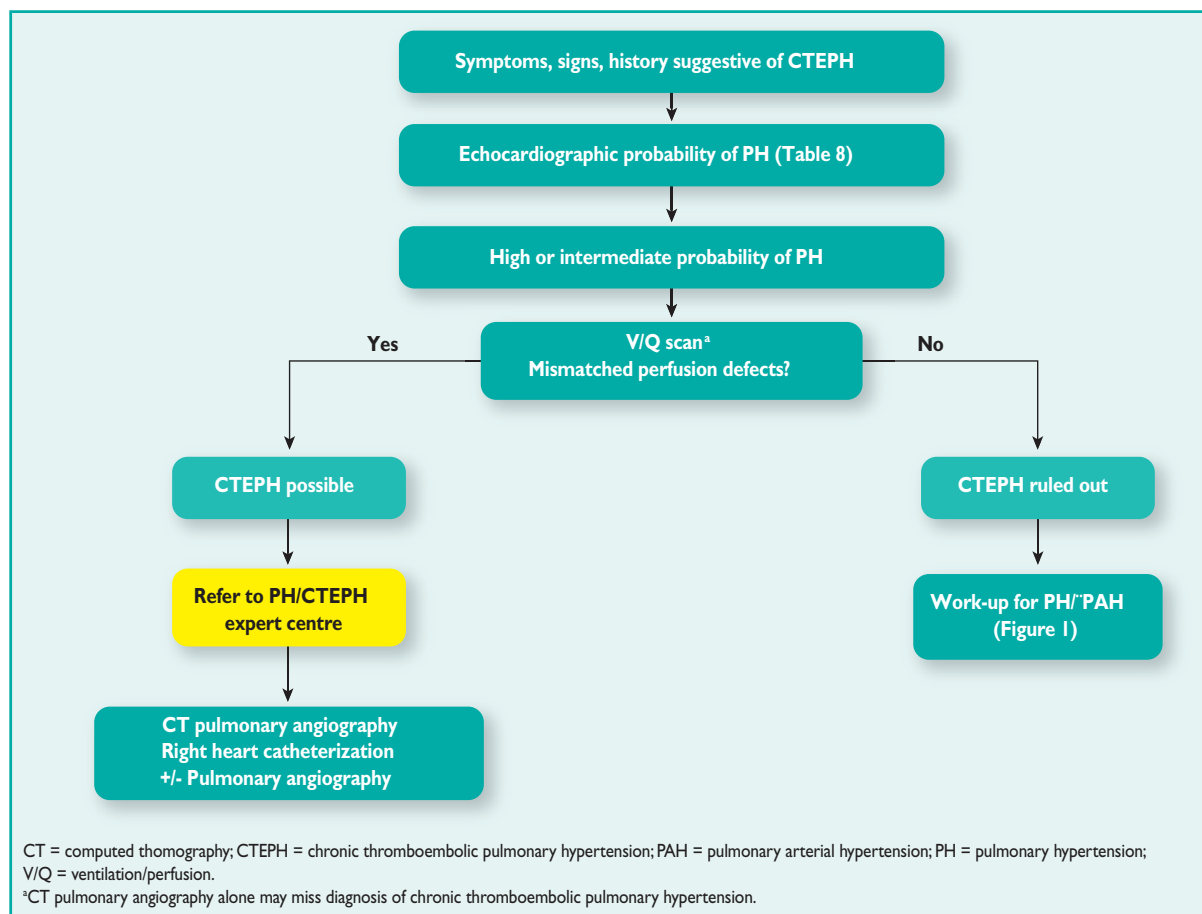 Symptoms, signs, history suggestive of CTEPH
Echocardiographic probability of PH (Table 8)
High or intermediate probability of PH
Yes
V/Q scanᵃ
No
Mismatched perfusion defects?
CTEPH possible
CTEPH ruled out
Refer to PH/CTEPH
expert centre
Work-up for PH/¨PAH
(Figure 1)
CT pulmonary angiography
Right heart catheterization
+/- Pulmonary angiography
CT = computed thomography; CTEPH = chronic thromboembolic pulmonary hypertension; PAH = pulmonary arterial hypertension; PH = pulmonary hypertension;
V/Q = ventilation/perfusion.
ᵃCT pulmonary angiography alone may miss diagnosis of chronic thromboembolic pulmonary hypertension.